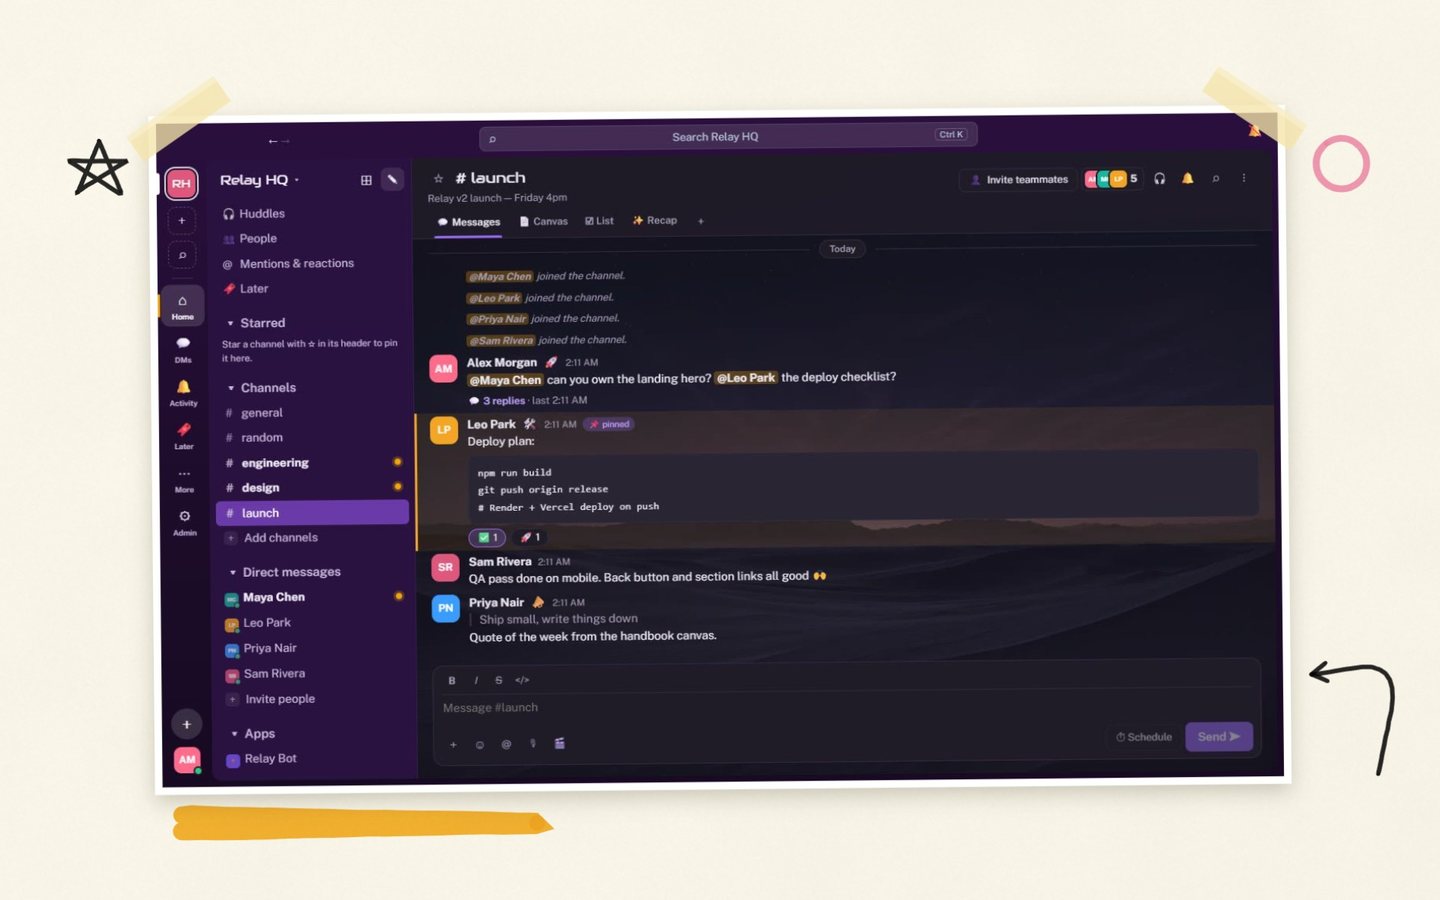 Search Relay HQ
Ctrl K
RH
Home
DMs
Activity
Later
More
Admin
AM
Relay HQ
Huddles
People
Mentions & reactions
Later
Starred
Star a channel with ☆ in its header to pin
it here.
Channels
# general
# random
# engineering
# design
# launch
+ Add channels
Direct messages
Maya Chen
Leo Park
Priya Nair
Sam Rivera
+ Invite people
Apps
Relay Bot
# launch
Relay v2 launch — Friday 4pm
Invite teammates
LP 5
Messages
Canvas
List
Recap
+
Today
@Maya Chen joined the channel.
@Leo Park joined the channel.
@Priya Nair joined the channel.
@Sam Rivera joined the channel.
AM
Alex Morgan 🚀 2:11 AM
@Maya Chen can you own the landing hero? @Leo Park the deploy checklist?
💬 3 replies · last 2:11 AM
LP
Leo Park 🛠 2:11 AM 📌 pinned
Deploy plan:
npm run build
git push origin release
# Render + Vercel deploy on push
✅ 1 🚀 1
SR
Sam Rivera 2:11 AM
QA pass done on mobile. Back button and section links all good 🙌
PN
Priya Nair 📣 2:11 AM
Ship small, write things down
Quote of the week from the handbook canvas.
B I S </>
Message #launch
+ ☺ @
Schedule
Send ➤